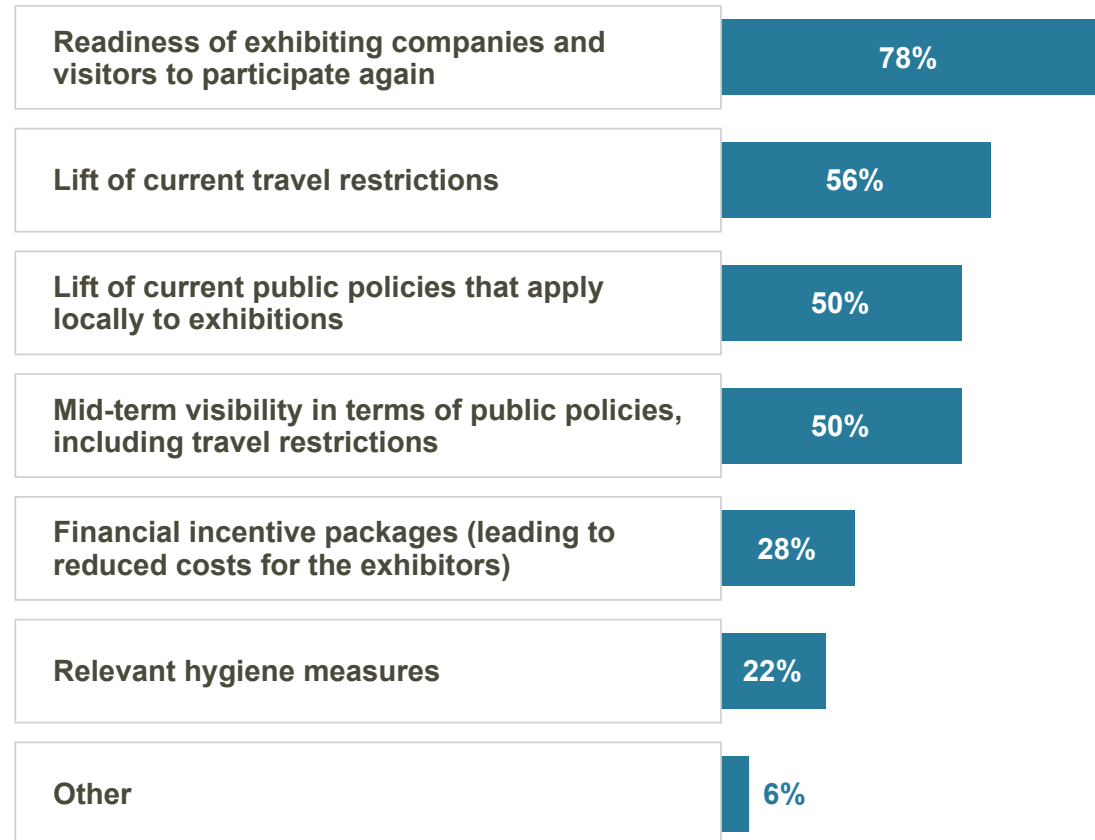 Readiness of exhibiting companies and
visitors to participate again
78%
Lift of current travel restrictions
56%
Lift of current public policies that apply
locally to exhibitions
50%
Mid-term visibility in terms of public policies,
including travel restrictions
50%
Financial incentive packages (leading to
reduced costs for the exhibitors)
28%
Relevant hygiene measures
22%
Other
6%